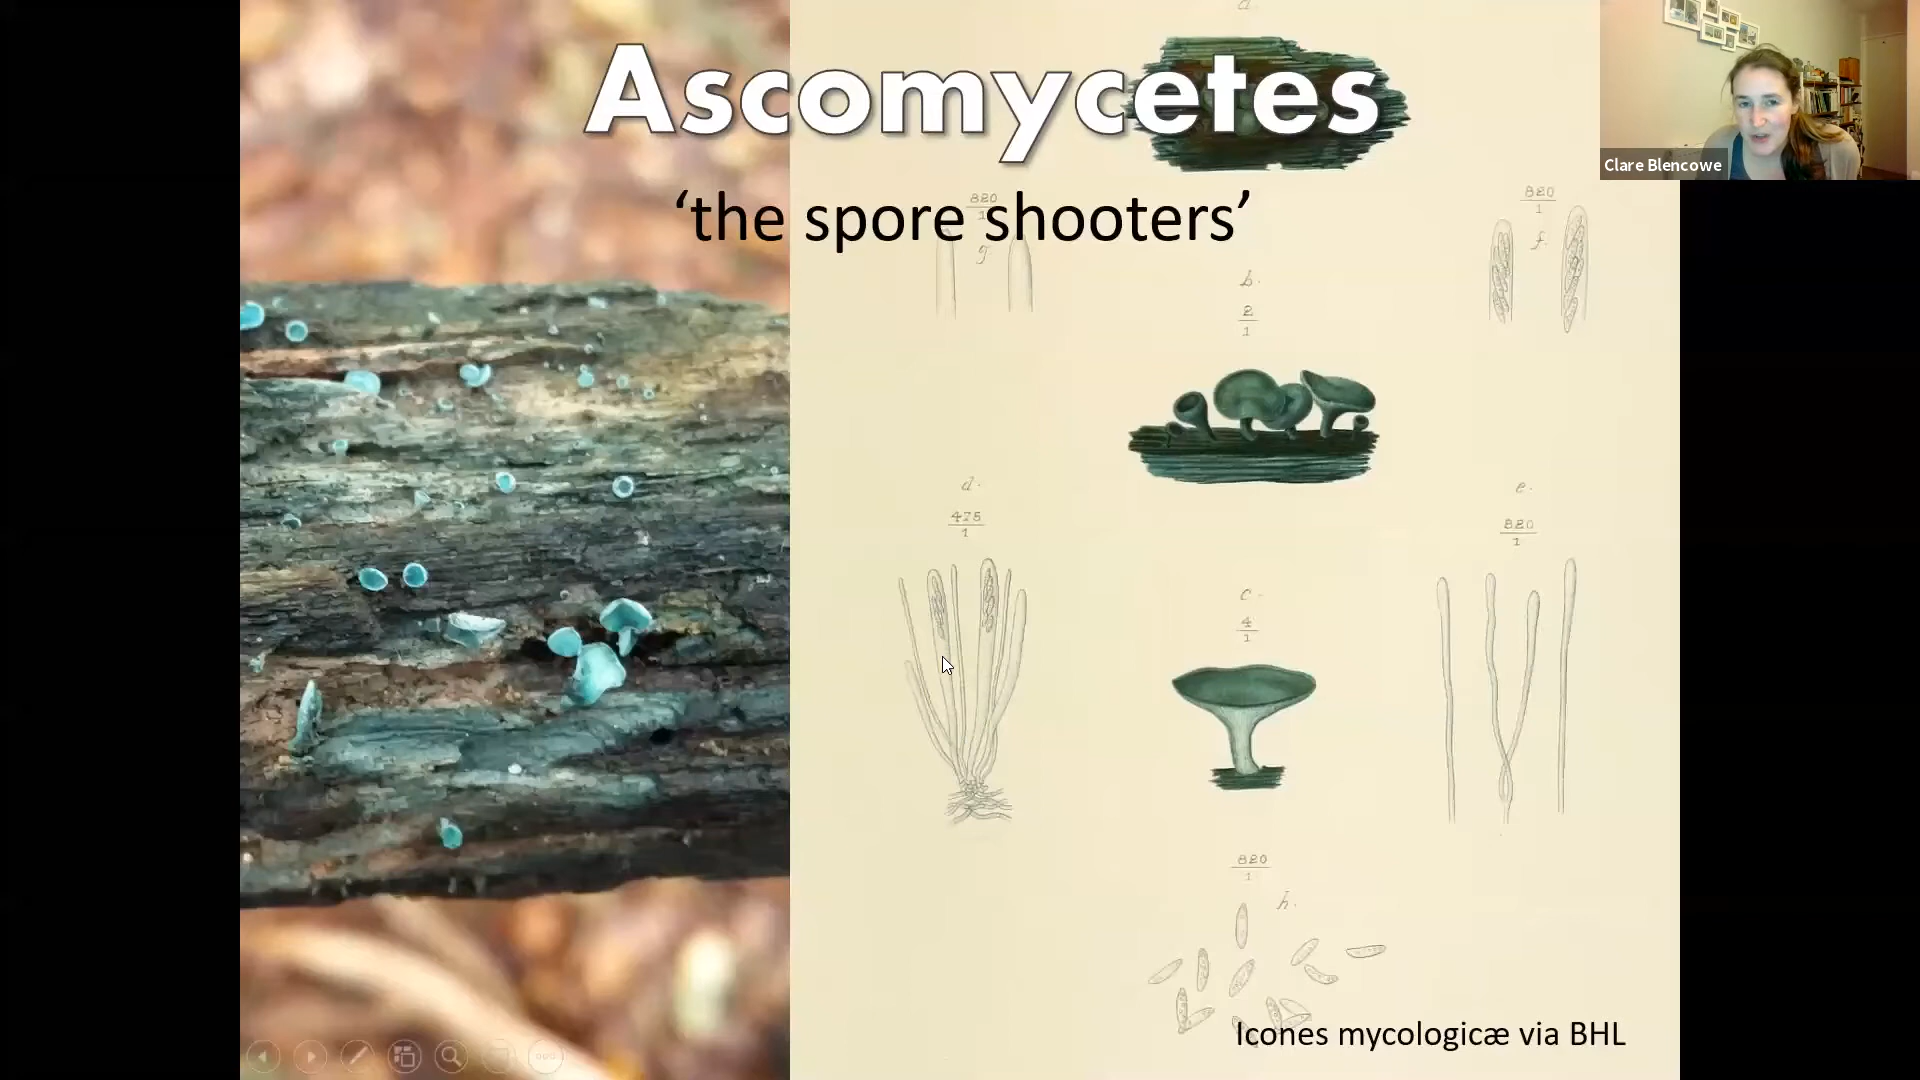 a.
Ascomycetes
Clare Blencowe
'the spore shooters'
820
1
g.
820
1
f.
b.
2
1
d.
475
1
e.
820
1
c.
4
1
820
1
h.
Icones mycologicæ via BHL